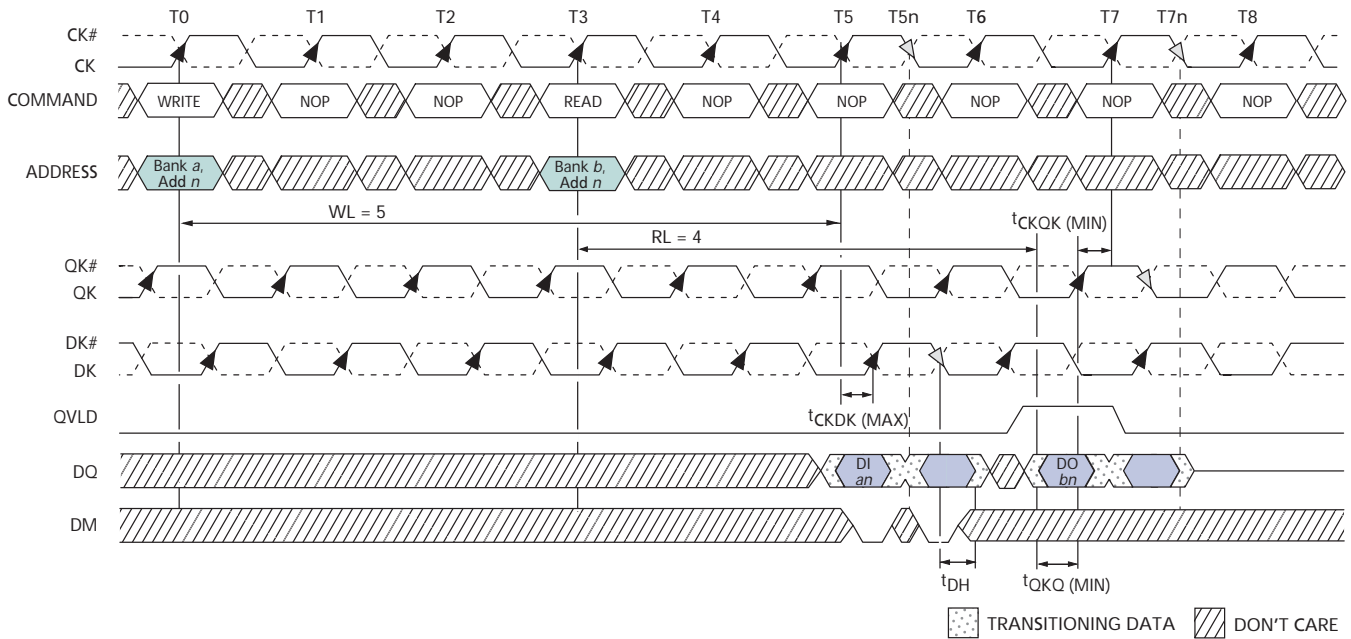 T0 T1 T2 T3 T4 T5 T5n T6 T7 T7n T8
CK#
CK
COMMAND WRITE NOP NOP READ NOP NOP NOP NOP NOP
ADDRESS Bank a, Add n Bank b, Add n
WL = 5
RL = 4
tCKQK (MIN)
QK#
QK
DK#
DK
tCKDK (MAX)
QVLD
DQ DI an DO bn
DM
tDH tQKQ (MIN)
TRANSITIONING DATA DON'T CARE